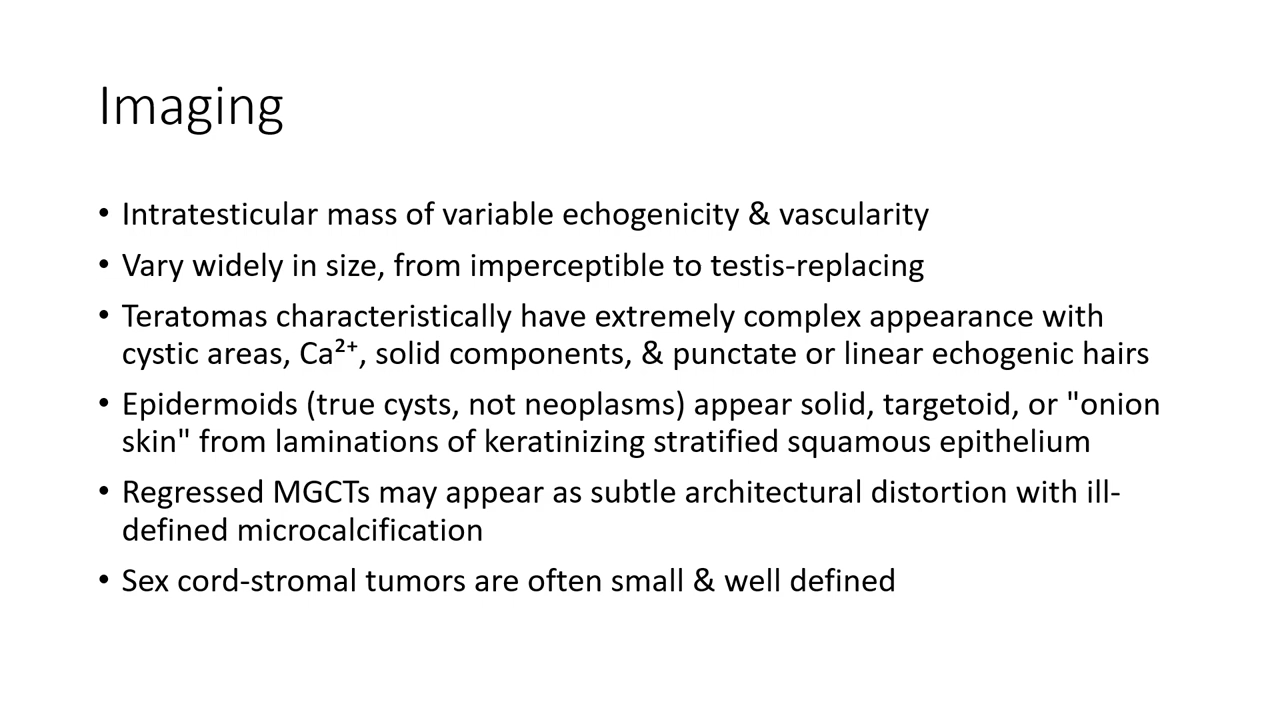 Imaging
• Intratesticular mass of variable echogenicity & vascularity
• Vary widely in size, from imperceptible to testis-replacing
• Teratomas characteristically have extremely complex appearance with
cystic areas, Ca²⁺, solid components, & punctate or linear echogenic hairs
• Epidermoids (true cysts, not neoplasms) appear solid, targetoid, or "onion
skin" from laminations of keratinizing stratified squamous epithelium
• Regressed MGCTs may appear as subtle architectural distortion with ill-
defined microcalcification
• Sex cord-stromal tumors are often small & well defined